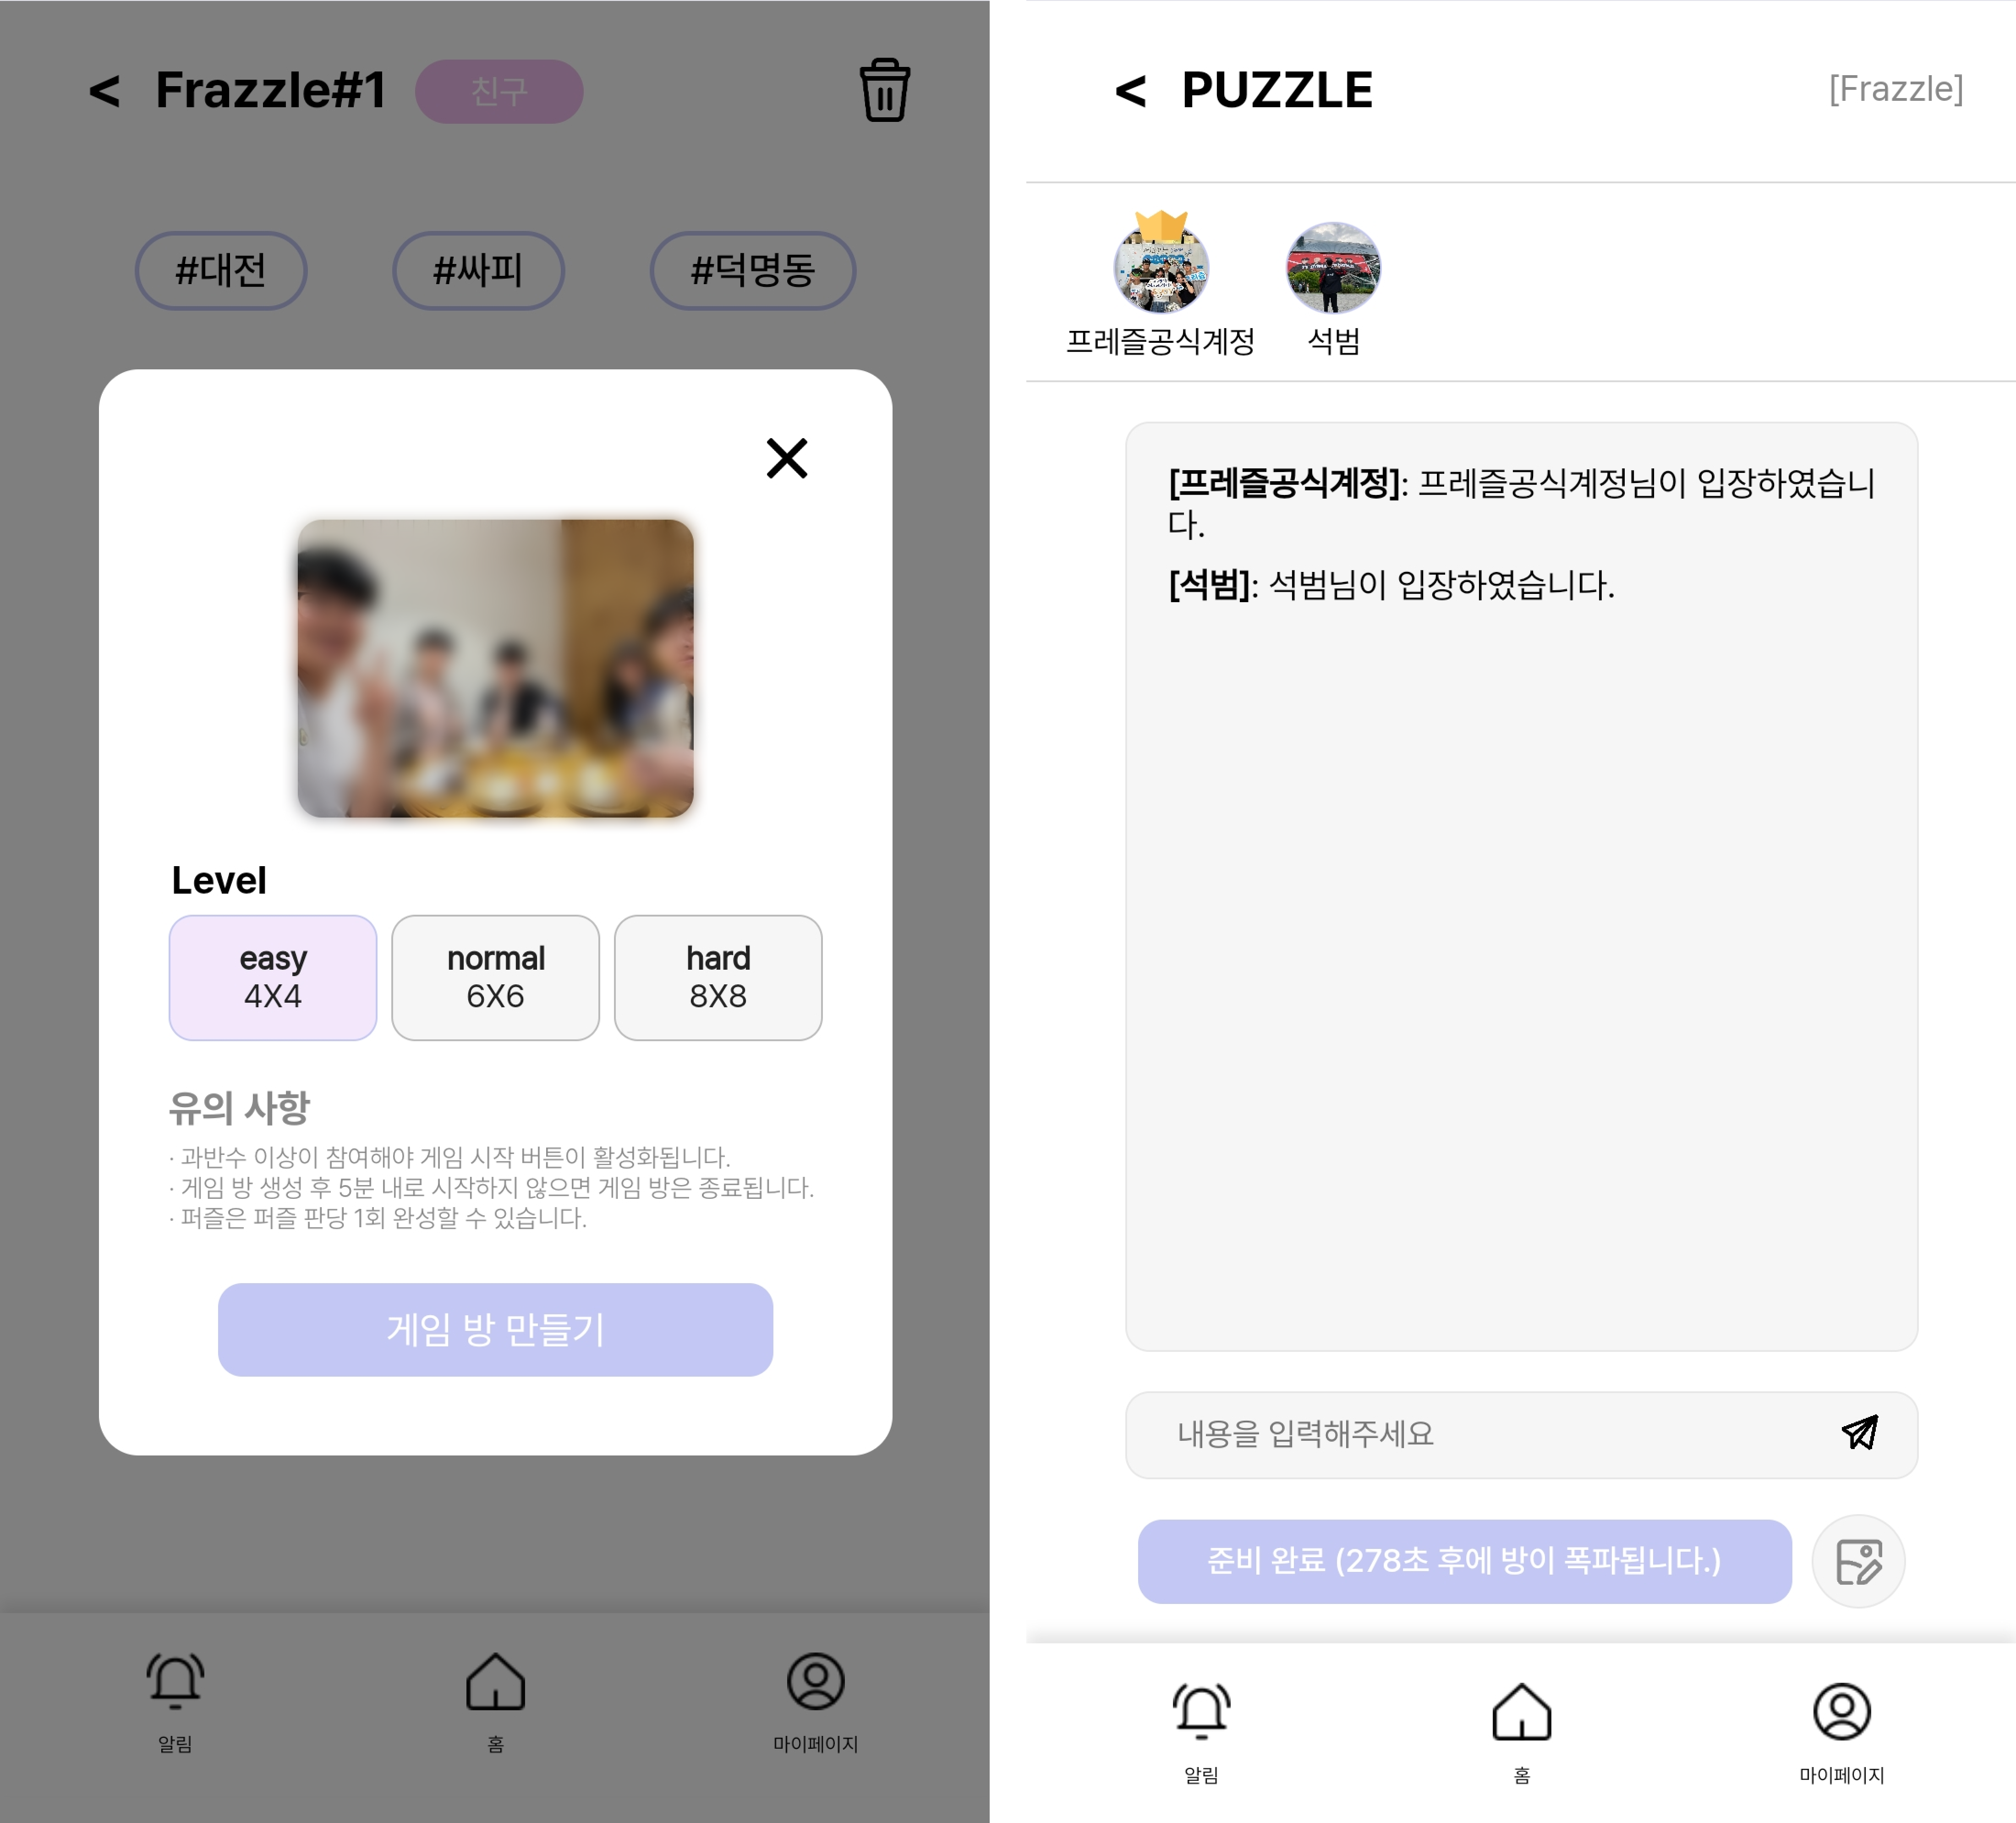 < Frazzle#1 친구
#대전 #싸피 #덕명동
Level
easy normal hard
4X4 6X6 8X8
유의 사항
· 과반수 이상이 참여해야 게임 시작 버튼이 활성화됩니다.
· 게임 방 생성 후 5분 내로 시작하지 않으면 게임 방은 종료됩니다.
· 퍼즐은 퍼즐 판당 1회 완성할 수 있습니다.
게임 방 만들기
알림 홈 마이페이지
< PUZZLE [Frazzle]
프레즐공식계정 석범
[프레즐공식계정]: 프레즐공식계정님이 입장하였습니
다.
[석범]: 석범님이 입장하였습니다.
내용을 입력해주세요
준비 완료 (278초 후에 방이 폭파됩니다.)
알림 홈 마이페이지